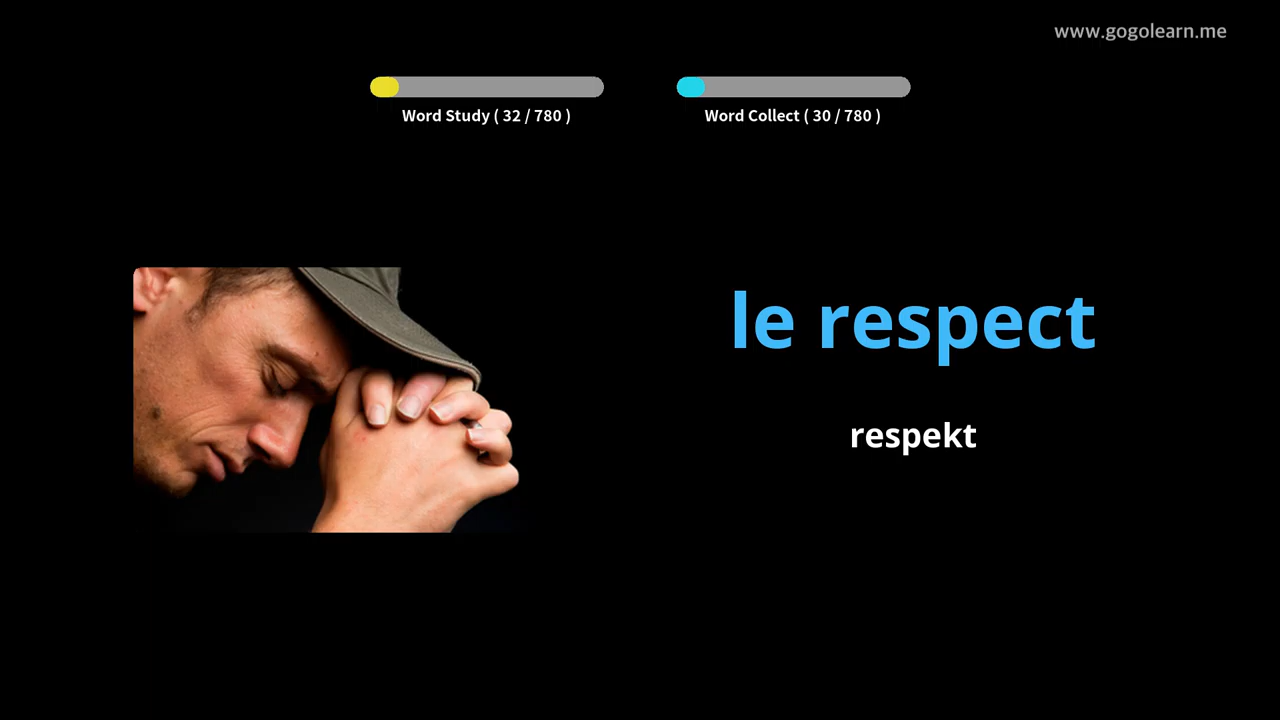 www.gogolearn.me
Word Study ( 32 / 780 )
Word Collect ( 30 / 780 )
le respect
respekt